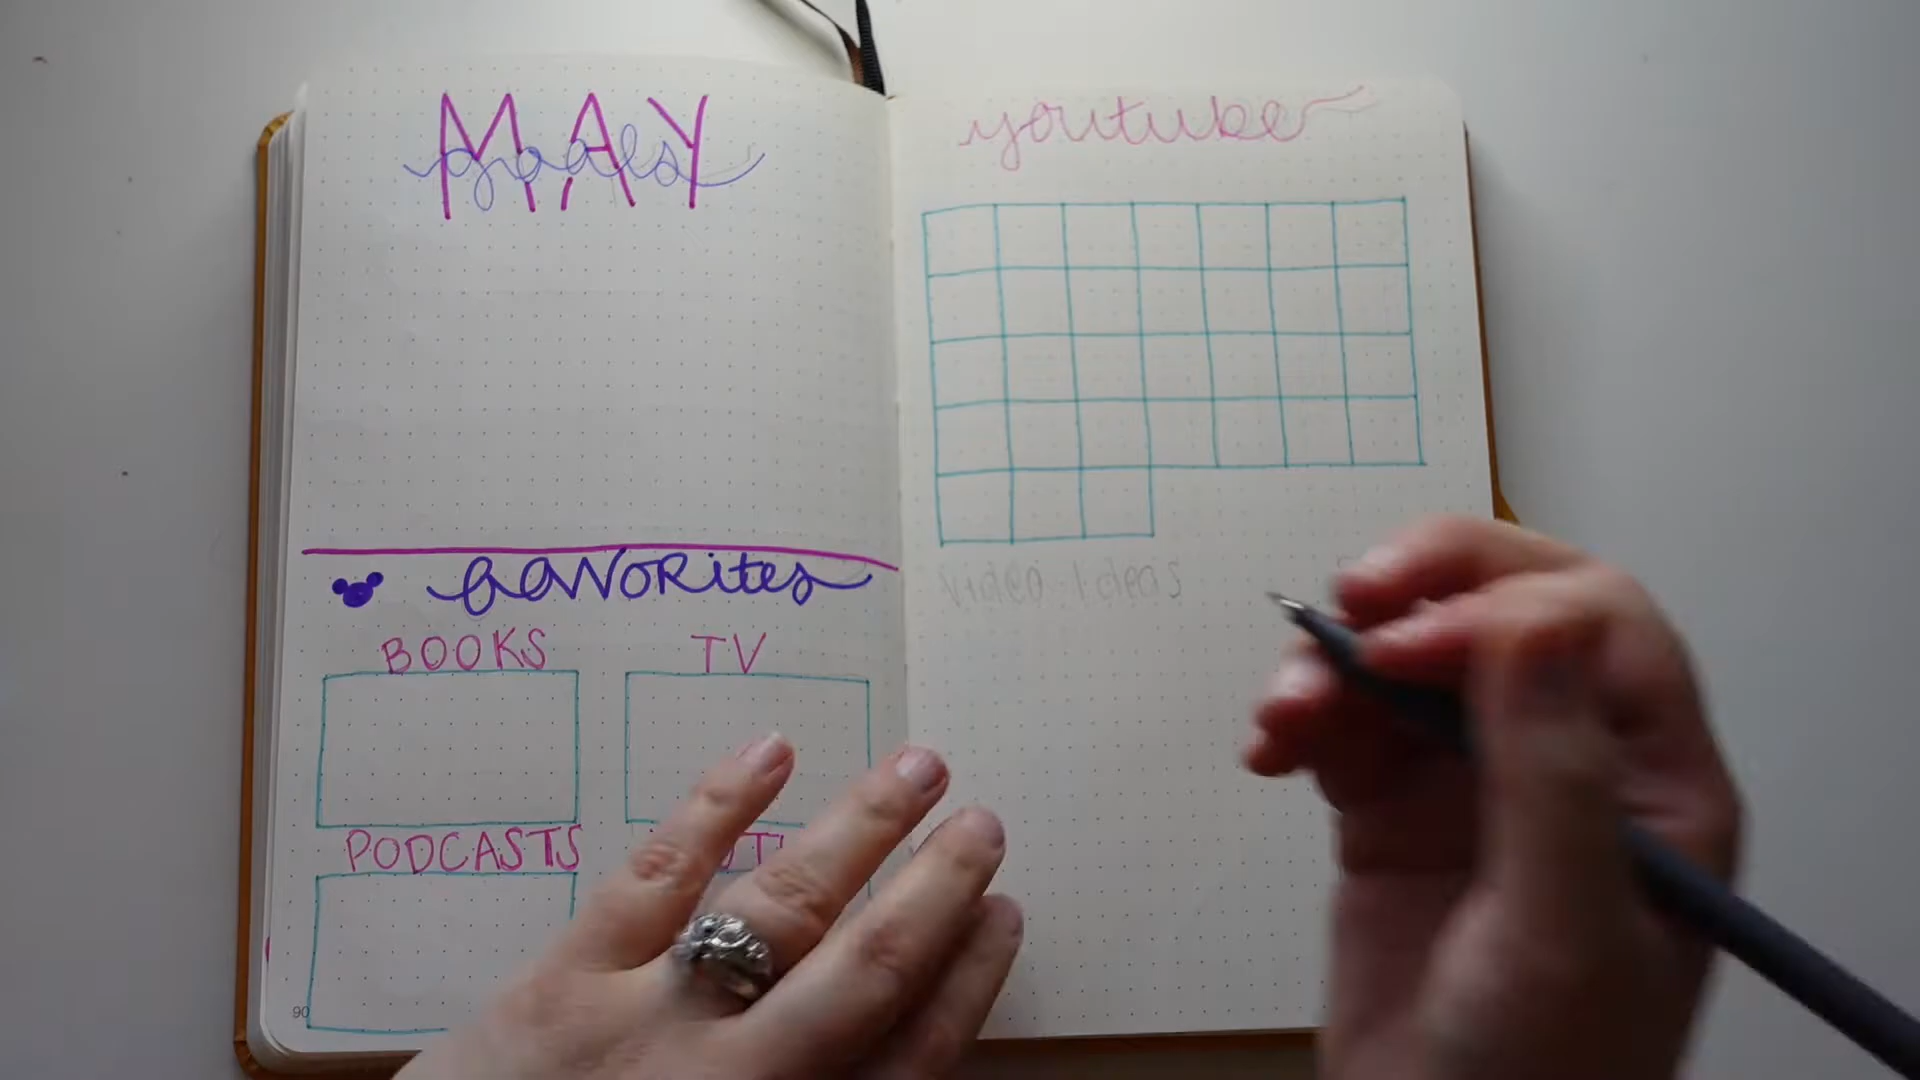 MAY
goals
favorites
BOOKS
TV
PODCASTS
90
youtube
video Ideas